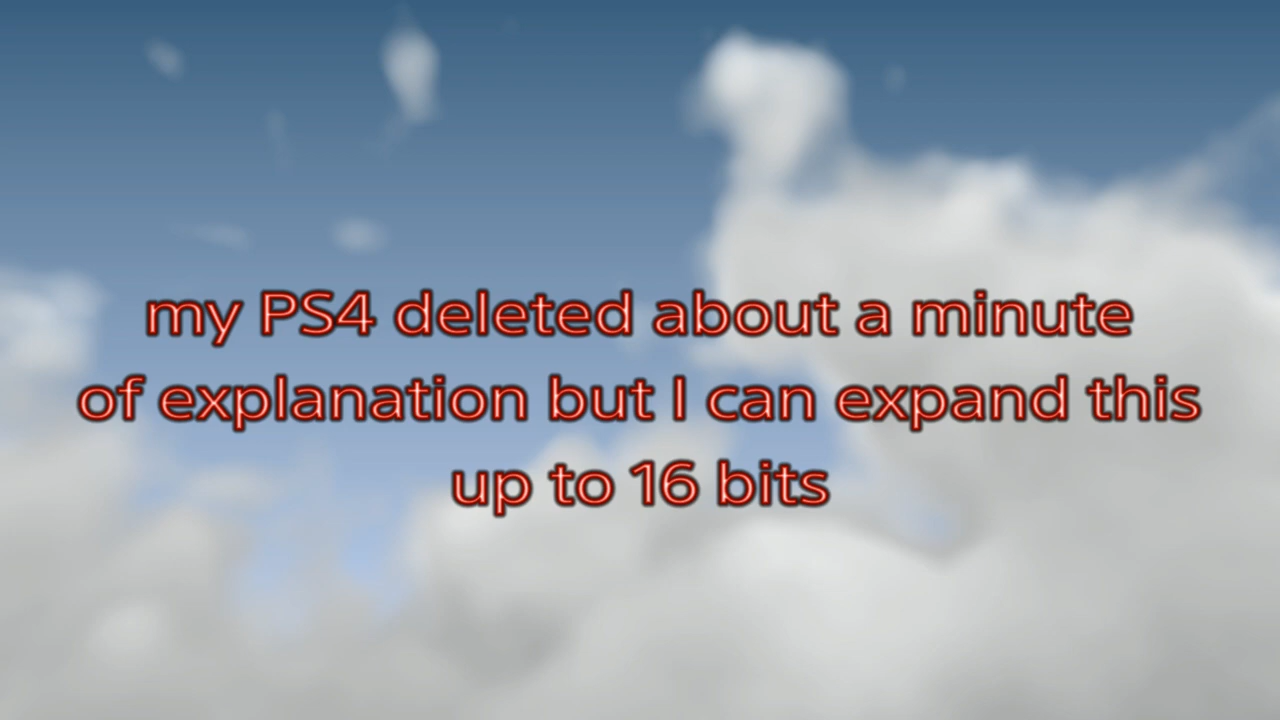 my PS4 deleted about a minute
of explanation but I can expand this
up to 16 bits